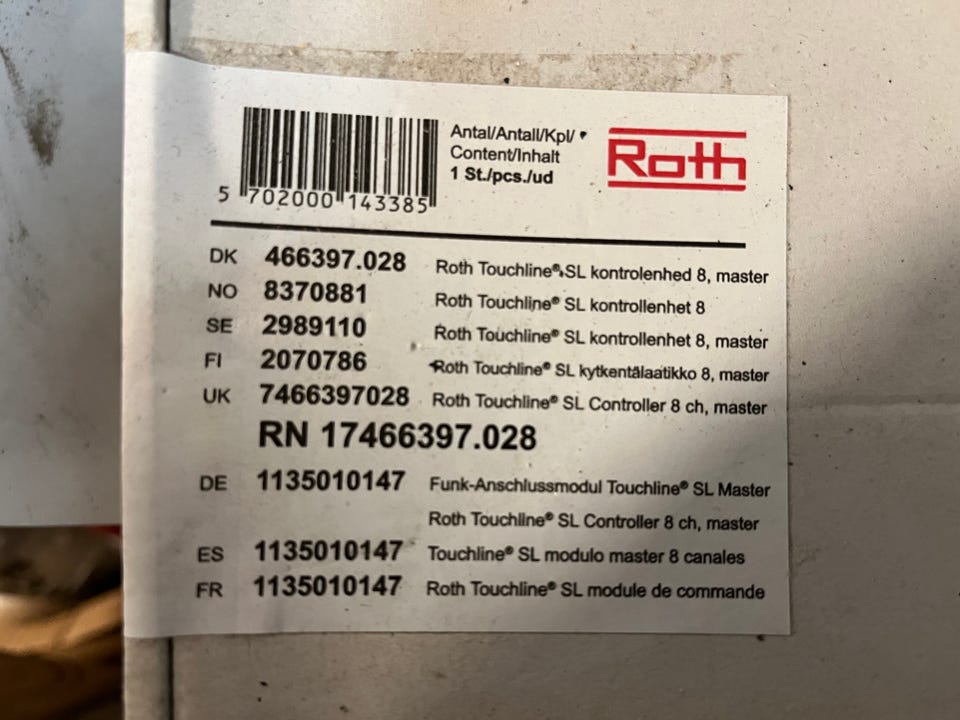 Antal/Antall/Kpl/
Content/Inhalt
1 St./pcs./ud
Roth
5 702000 143385
DK 466397.028 Roth Touchline® SL kontrolenhed 8, master
NO 8370881 Roth Touchline® SL kontrollenhet 8
SE 2989110 Roth Touchline® SL kontrollenhet 8, master
FI 2070786 Roth Touchline® SL kytkentälaatikko 8, master
UK 7466397028 Roth Touchline® SL Controller 8 ch, master
RN 17466397.028
DE 1135010147 Funk-Anschlussmodul Touchline® SL Master
Roth Touchline® SL Controller 8 ch, master
ES 1135010147 Touchline® SL modulo master 8 canales
FR 1135010147 Roth Touchline® SL module de commande